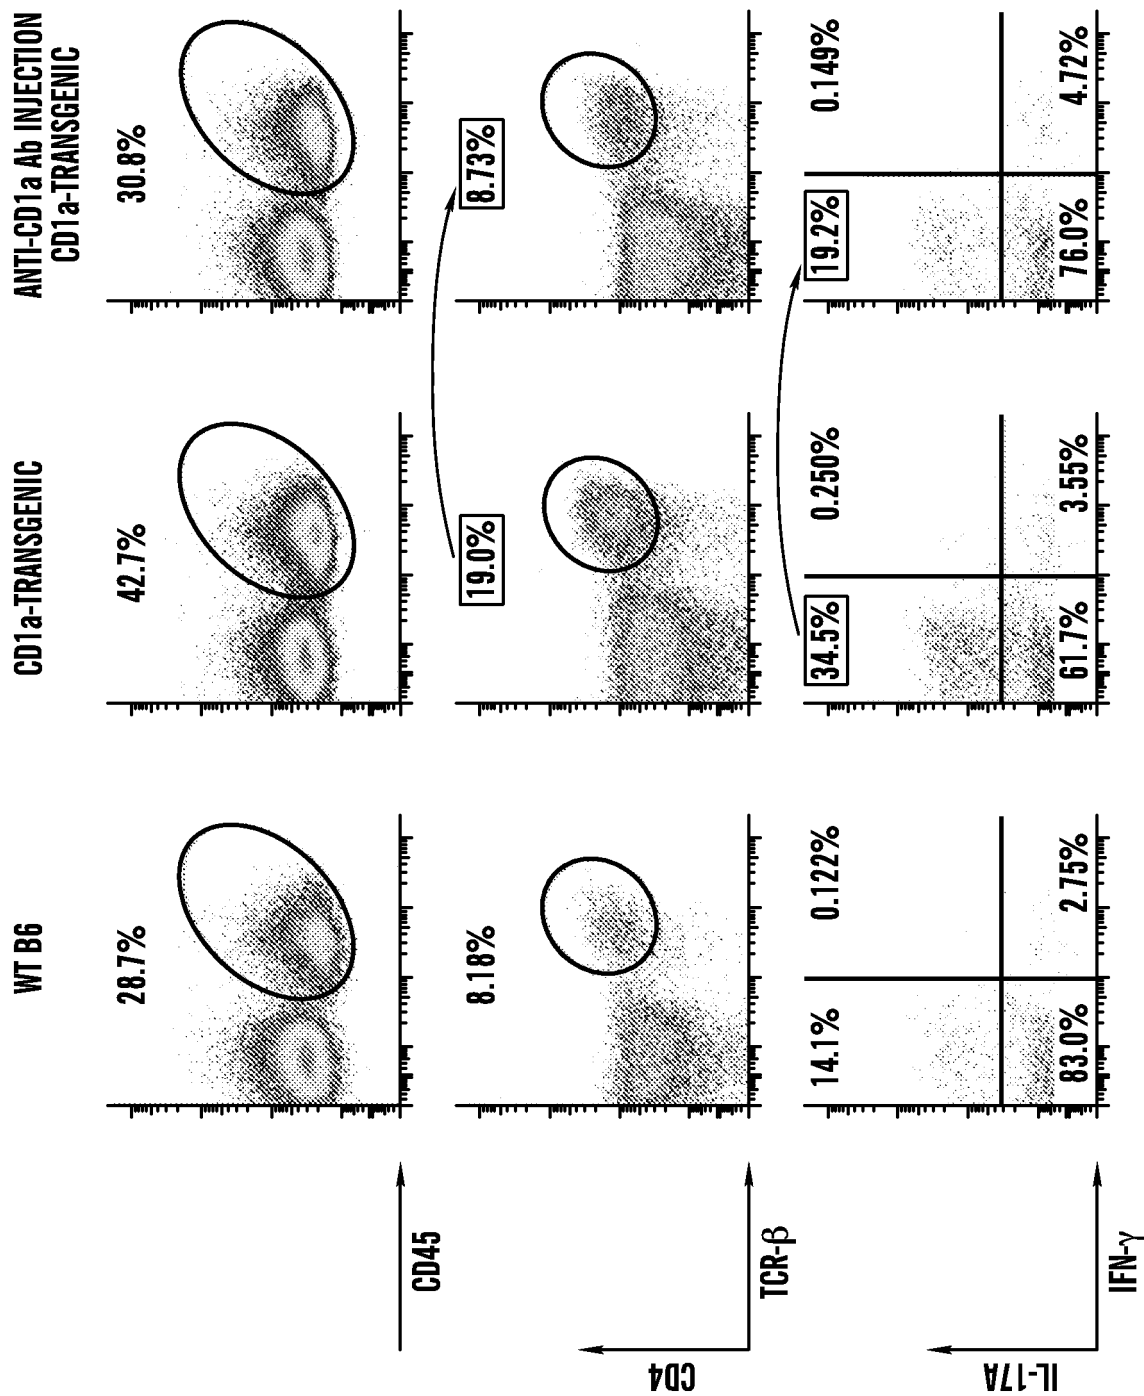 WT B6
CD1a-TRANSGENIC
ANTI-CD1a Ab INJECTION
CD1a-TRANSGENIC
28.7%
42.7%
30.8%
CD45
8.18%
19.0%
8.73%
CD4
TCR-β
14.1%
0.122%
34.5%
0.250%
19.2%
0.149%
83.0%
2.75%
61.7%
3.55%
76.0%
4.72%
IL-17A
IFN-γ